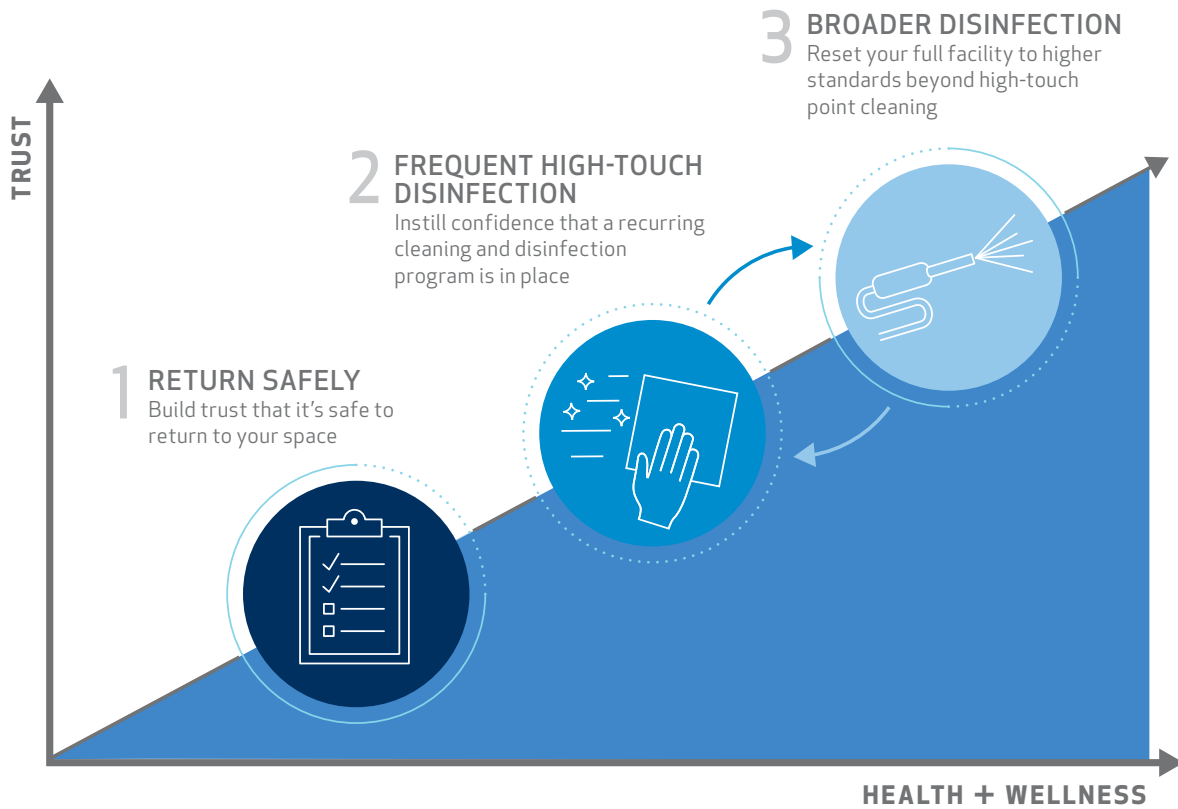 TRUST
1
RETURN SAFELY
Build trust that it’s safe to
return to your space
2
FREQUENT HIGH-TOUCH
DISINFECTION
Instill confidence that a recurring
cleaning and disinfection
program is in place
3
BROADER DISINFECTION
Reset your full facility to higher
standards beyond high-touch
point cleaning
HEALTH + WELLNESS